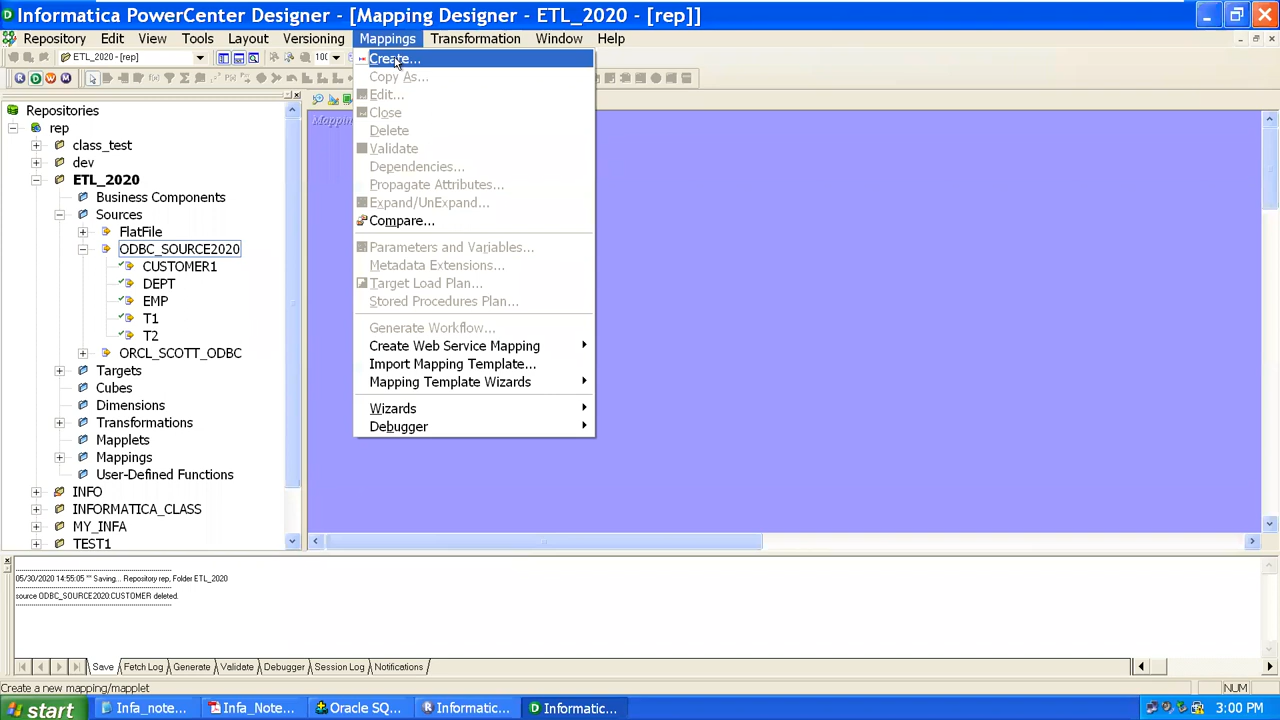 Informatica PowerCenter Designer - [Mapping Designer - ETL_2020 - [rep]]
Repository Edit View Tools Layout Versioning Mappings Transformation Window Help
ETL_2020 - [rep]
100
Create...
Copy As...
Edit...
Close
Delete
Validate
Dependencies...
Propagate Attributes...
Expand/UnExpand...
Compare...
Parameters and Variables...
Metadata Extensions...
Target Load Plan...
Stored Procedures Plan...
Generate Workflow...
Create Web Service Mapping
Import Mapping Template...
Mapping Template Wizards
Wizards
Debugger
Repositories
rep
class_test
dev
ETL_2020
Business Components
Sources
FlatFile
ODBC_SOURCE2020
CUSTOMER1
DEPT
EMP
T1
T2
ORCL_SCOTT_ODBC
Targets
Cubes
Dimensions
Transformations
Mapplets
Mappings
User-Defined Functions
INFO
INFORMATICA_CLASS
MY_INFA
TEST1
05/30/2020 14:55:05 ** Saving... Repository rep, Folder ETL_2020
source ODBC_SOURCE2020:CUSTOMER deleted.
Save Fetch Log Generate Validate Debugger Session Log Notifications
Create a new mapping/mapplet
NUM
start Infa_note... Infa_Note... Oracle SQ... Informatic... Informatic... 3:00 PM